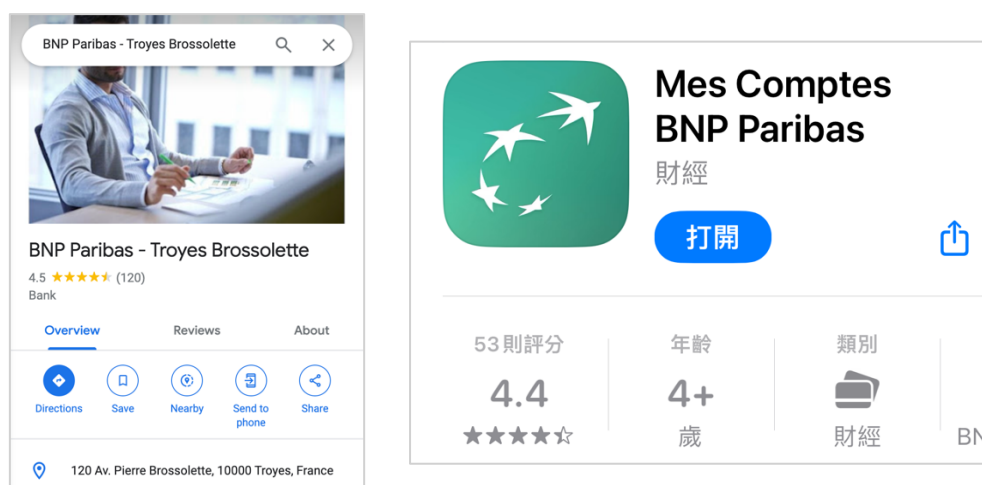 BNP Paribas - Troyes Brossolette
BNP Paribas - Troyes Brossolette
4.5 (120)
Bank
Overview Reviews About
Directions Save Nearby Send to phone Share
120 Av. Pierre Brossolette, 10000 Troyes, France
Mes Comptes
BNP Paribas
財經
打開
53則評分 年齡 類別
4.4 4+
歲 財經 BN